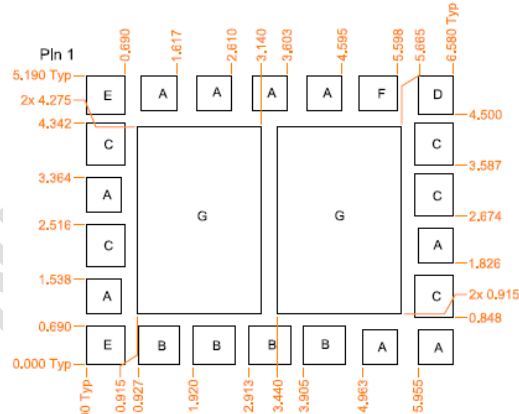 Pin 1
0.690
1.617
2.610
3.140
3.603
4.595
5.598
5.665
6.580 Typ
5.190 Typ
E
A
A
A
A
F
D
2x 4.275
4.500
4.342
C
C
3.587
3.364
A
C
2.674
G
G
2.516
C
A
1.826
1.538
A
C
2x 0.915
0.848
0.690
E
B
B
B
B
A
A
0.000 Typ
Typ
0.915
0.927
1.920
2.913
3.440
3.905
4.963
5.955